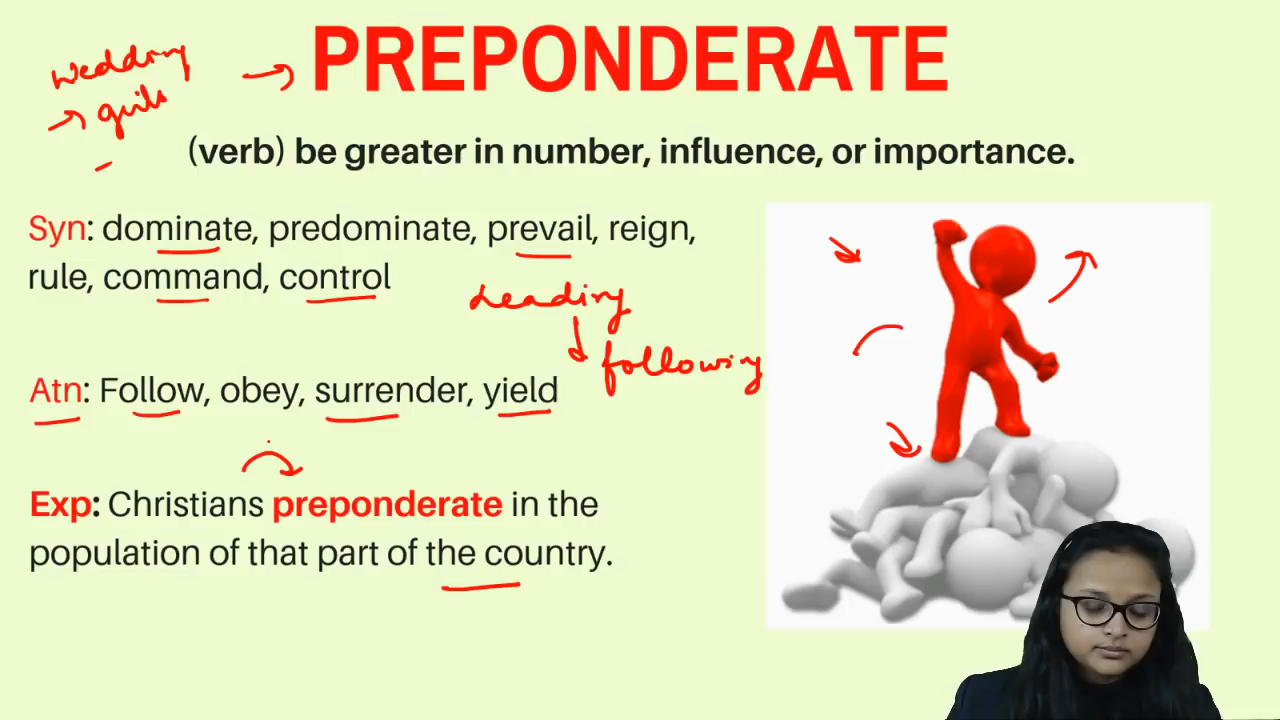 wedding
→ PREPONDERATE
→ girls
(verb) be greater in number, influence, or importance.
Syn: dominate, predominate, prevail, reign,
rule, command, control
Leading
following
Atn: Follow, obey, surrender, yield
Exp: Christians preponderate in the
population of that part of the country.